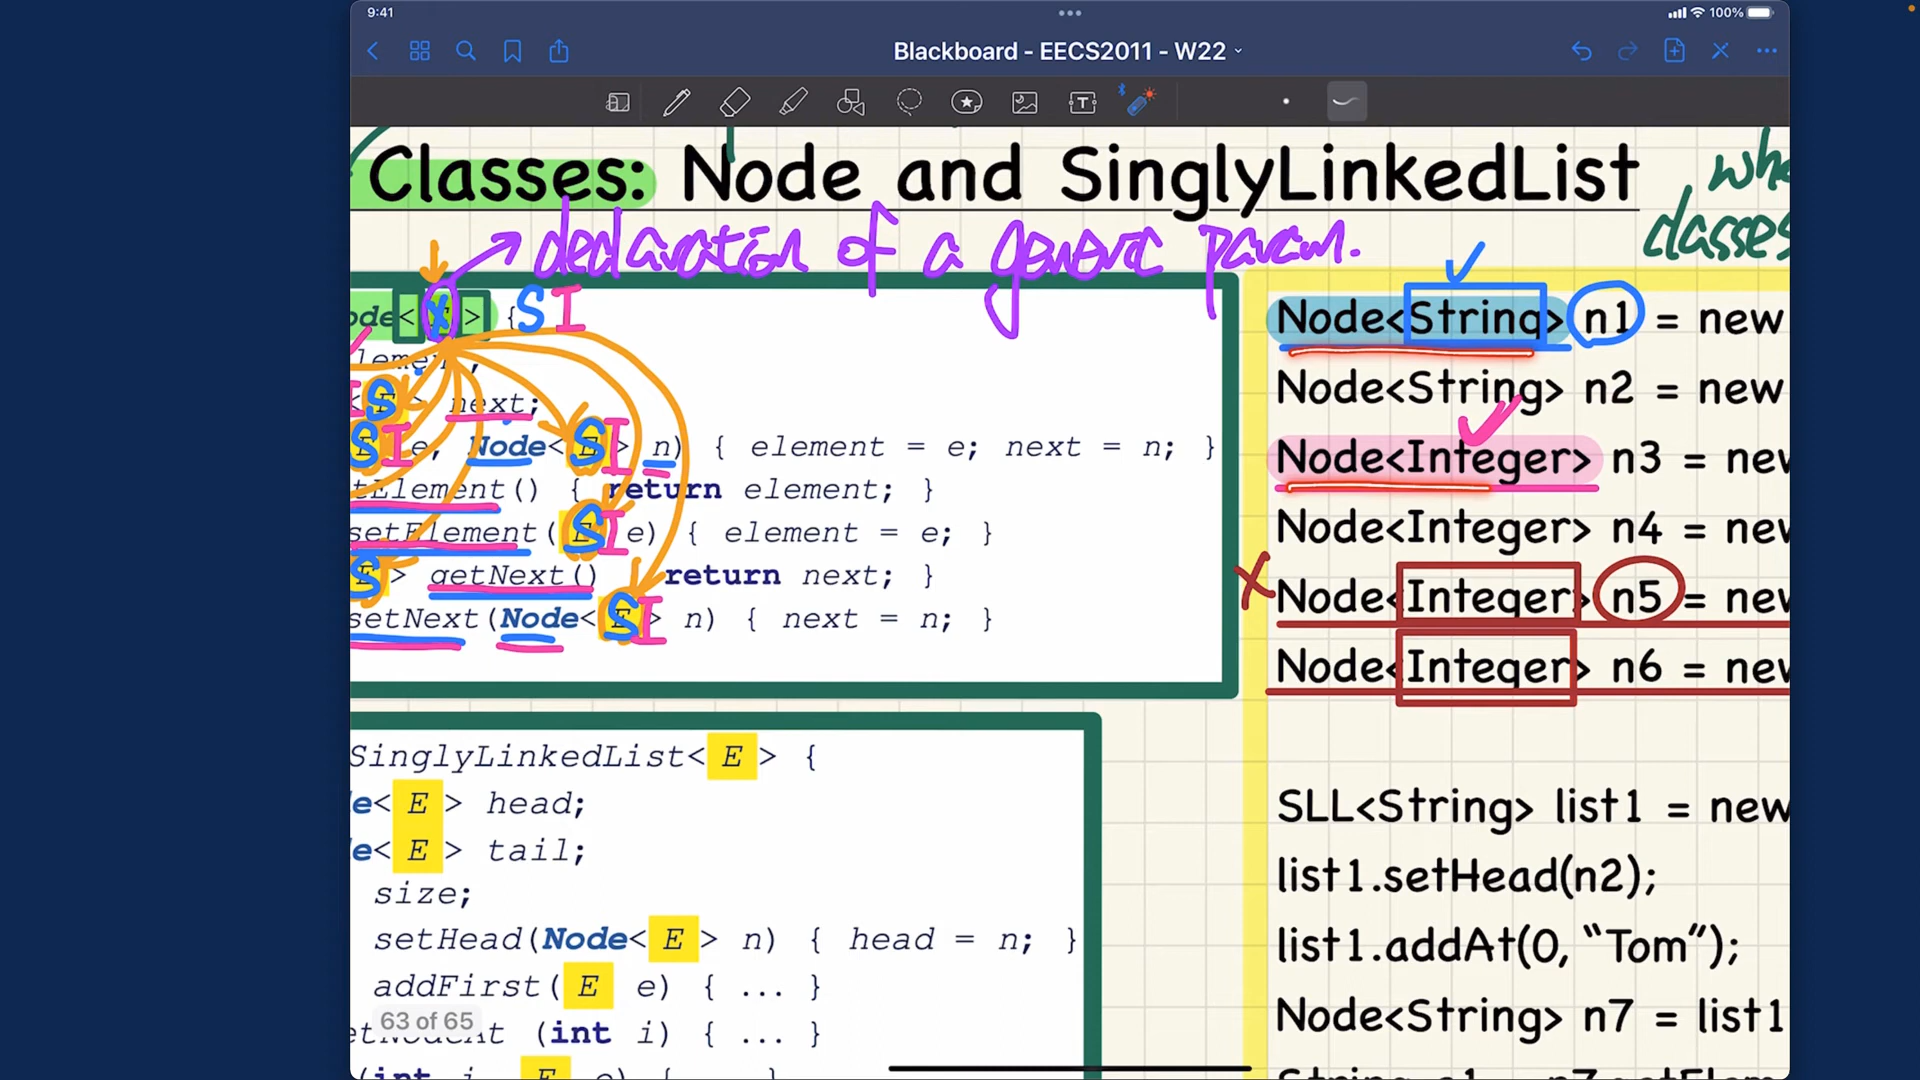 9:41
100%
Blackboard - EECS2011 - W22
Classes: Node and SinglyLinkedList
classes
declaration of a generic param.
ode< > { S I
element;
S > next;
S I e, Node< S I > n) { element = e; next = n; }
tElement() { return element; }
setElement( S I e) { element = e; }
S > getNext() return next; }
setNext(Node< S I > n) { next = n; }
SinglyLinkedList< E > {
e< E > head;
e< E > tail;
size;
setHead(Node< E > n) { head = n; }
addFirst( E e) { ... }
(int i) { ... }
63 of 65
(int i, E e) { ... }
Node<String> n1 = new
Node<String> n2 = new
Node<Integer> n3 = new
Node<Integer> n4 = new
X Node<Integer> n5 = new
Node<Integer> n6 = new
SLL<String> list1 = new
list1.setHead(n2);
list1.addAt(0, “Tom”);
Node<String> n7 = list1